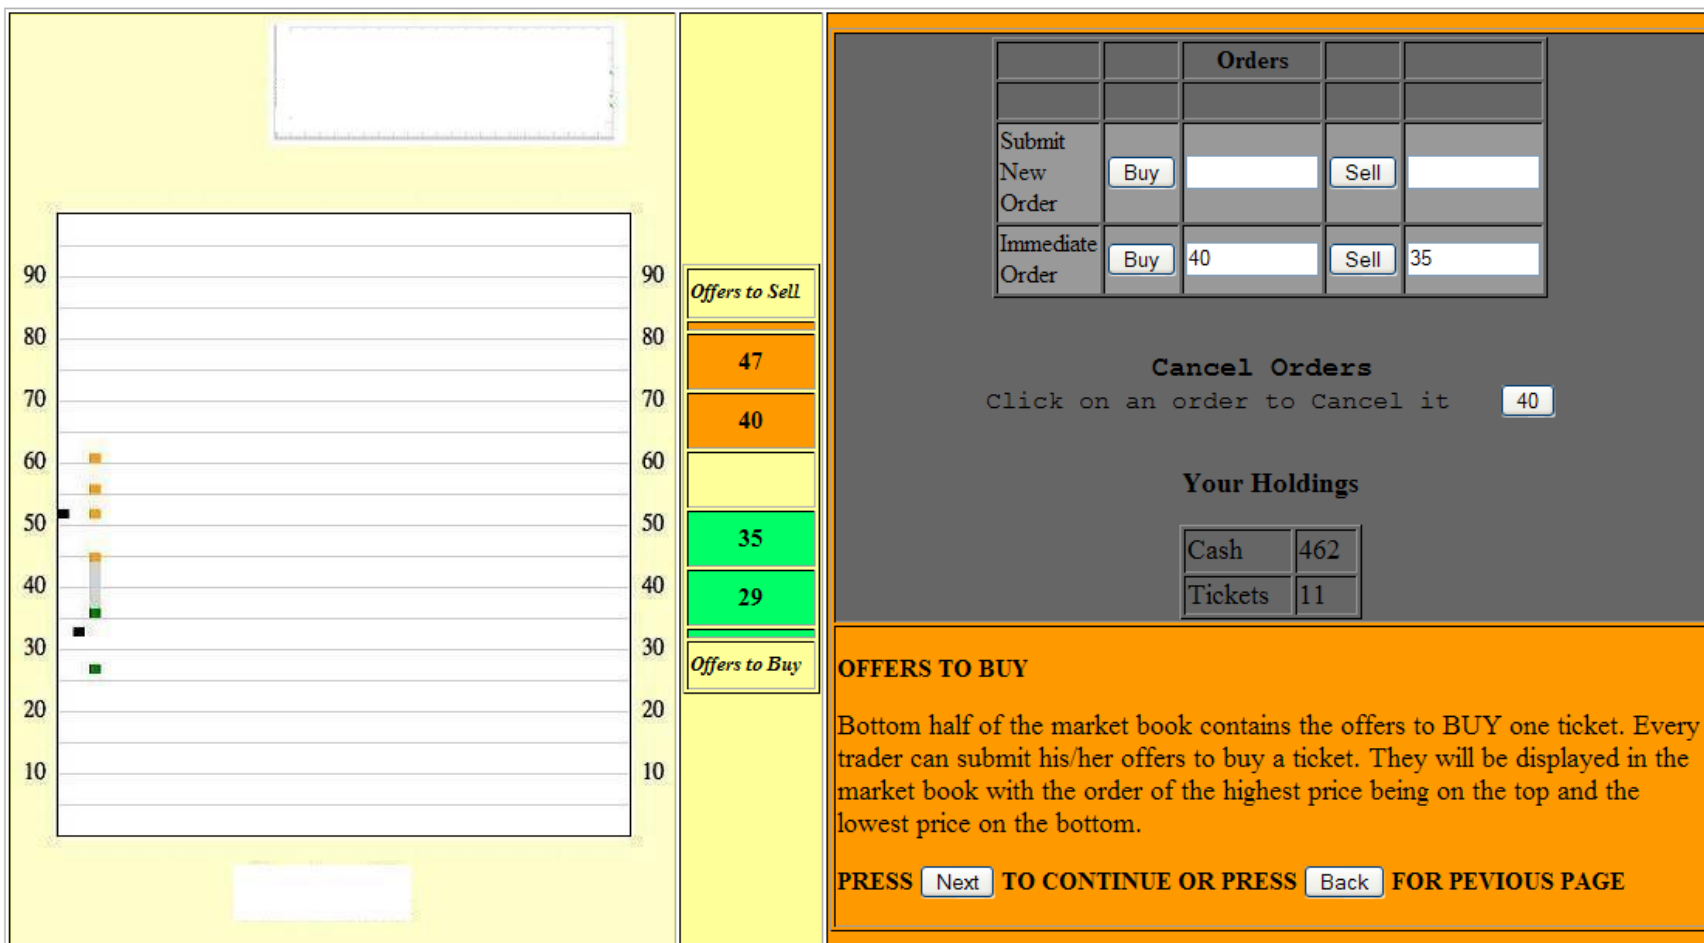 90
80
70
60
50
40
30
20
10
90
80
70
60
50
40
30
20
10
Offers to Sell
47
40
35
29
Offers to Buy
Orders
Submit
New
Order
Buy
Sell
Immediate
Order
Buy
40
Sell
35
Cancel Orders
Click on an order to Cancel it 40
Your Holdings
Cash 462
Tickets 11
OFFERS TO BUY
Bottom half of the market book contains the offers to BUY one ticket. Every
trader can submit his/her offers to buy a ticket. They will be displayed in the
market book with the order of the highest price being on the top and the
lowest price on the bottom.
PRESS Next TO CONTINUE OR PRESS Back FOR PEVIOUS PAGE